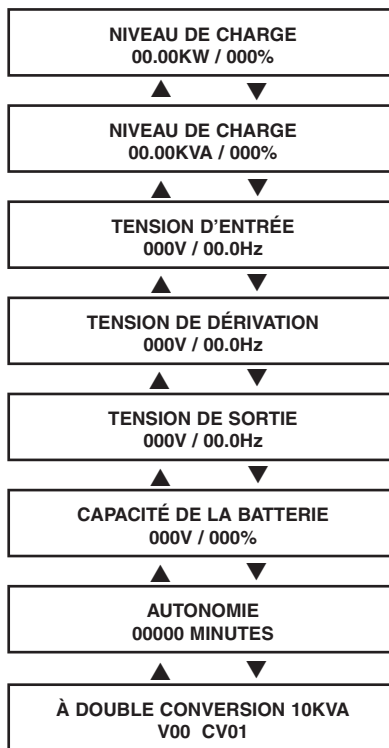 NIVEAU DE CHARGE
00.00KW / 000%
NIVEAU DE CHARGE
00.00KVA / 000%
TENSION D'ENTRÉE
000V / 00.0Hz
TENSION DE DÉRIVATION
000V / 00.0Hz
TENSION DE SORTIE
000V / 00.0Hz
CAPACITÉ DE LA BATTERIE
000V / 000%
AUTONOMIE
00000 MINUTES
À DOUBLE CONVERSION 10KVA
V00 CV01